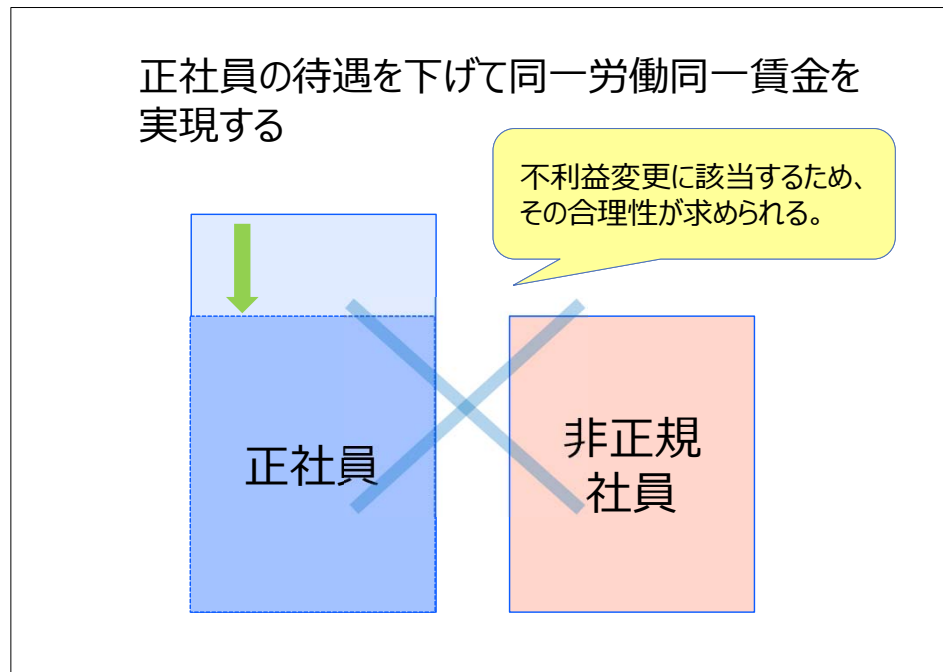 正社員の待遇を下げて同一労働同一賃金を
実現する
不利益変更に該当するため、
その合理性が求められる。
正社員
非正規
社員